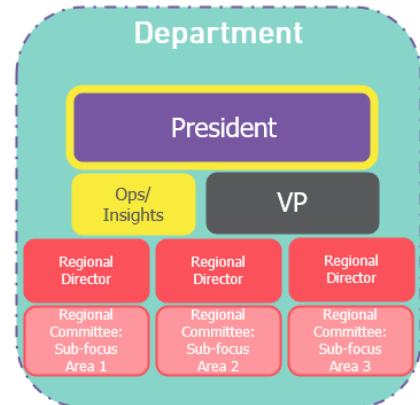 Department
President
Ops/
Insights
VP
Regional
Director
Regional
Director
Regional
Director
Regional
Committee:
Sub-focus
Area 1
Regional
Committee:
Sub-focus
Area 2
Regional
Committee:
Sub-focus
Area 3